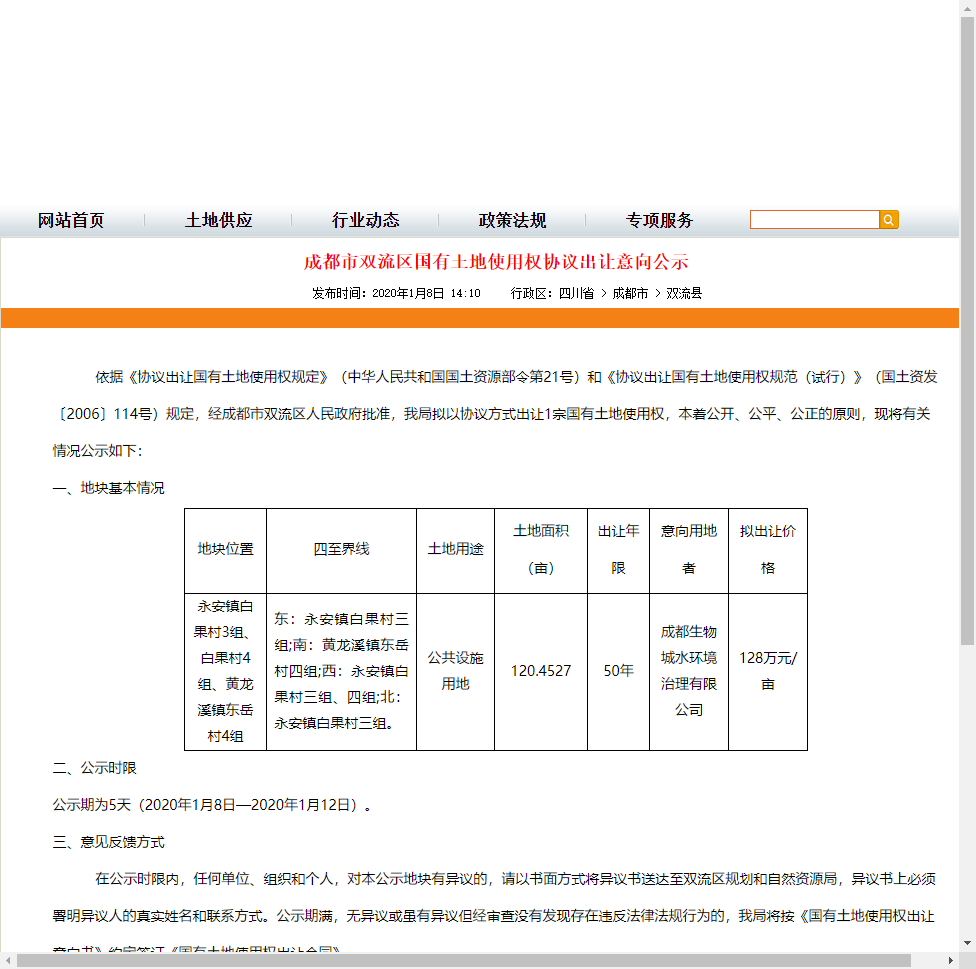 网站首页 土地供应 行业动态 政策法规 专项服务
成都市双流区国有土地使用权协议出让意向公示
发布时间：2020年1月8日 14:10 行政区：四川省 > 成都市 > 双流县
依据《协议出让国有土地使用权规定》（中华人民共和国国土资源部令第21号）和《协议出让国有土地使用权规范（试行）》（国土资发
〔2006〕114号）规定，经成都市双流区人民政府批准，我局拟以协议方式出让1宗国有土地使用权，本着公开、公平、公正的原则，现将有关
情况公示如下：
一、地块基本情况
地块位置
四至界线
土地用途
土地面积
（亩）
出让年
限
意向用地
者
拟出让价
格
永安镇白
果村3组、
白果村4
组、黄龙
溪镇东岳
村4组
东：永安镇白果村三
组;南：黄龙溪镇东岳
村四组;西：永安镇白
果村三组、四组;北：
永安镇白果村三组。
公共设施
用地
120.4527
50年
成都生物
城水环境
治理有限
公司
128万元/
亩
二、公示时限
公示期为5天（2020年1月8日—2020年1月12日）。
三、意见反馈方式
在公示时限内，任何单位、组织和个人，对本公示地块有异议的，请以书面方式将异议书送达至双流区规划和自然资源局，异议书上必须
署明异议人的真实姓名和联系方式。公示期满，无异议或虽有异议但经审查没有发现存在违反法律法规行为的，我局将按《国有土地使用权出让
意向书》约定签订《国有土地使用权出让合同》